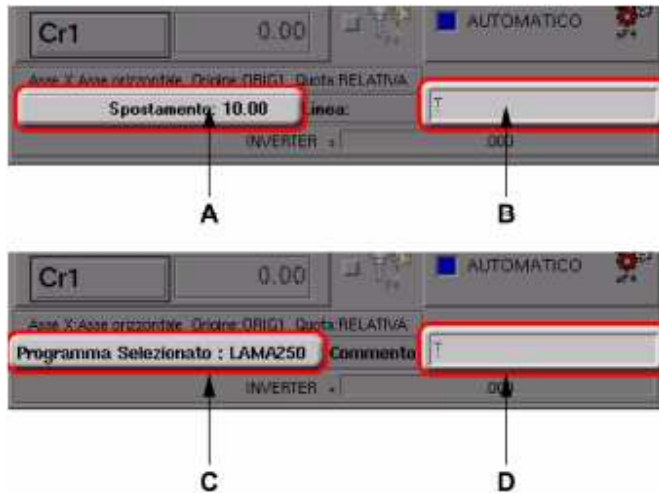 Cr1 0.00 AUTOMATICO
Asse X:Asse orizzontale Origine ORIG1 Quota RELATIVA
Spostamento: 10.00 Linea:
INVERTER .000
A B
Cr1 0.00 AUTOMATICO
Asse X:Asse orizzontale Origine ORIG1 Quota RELATIVA
Programma Selezionato : LAMA250 Commento
INVERTER
C D